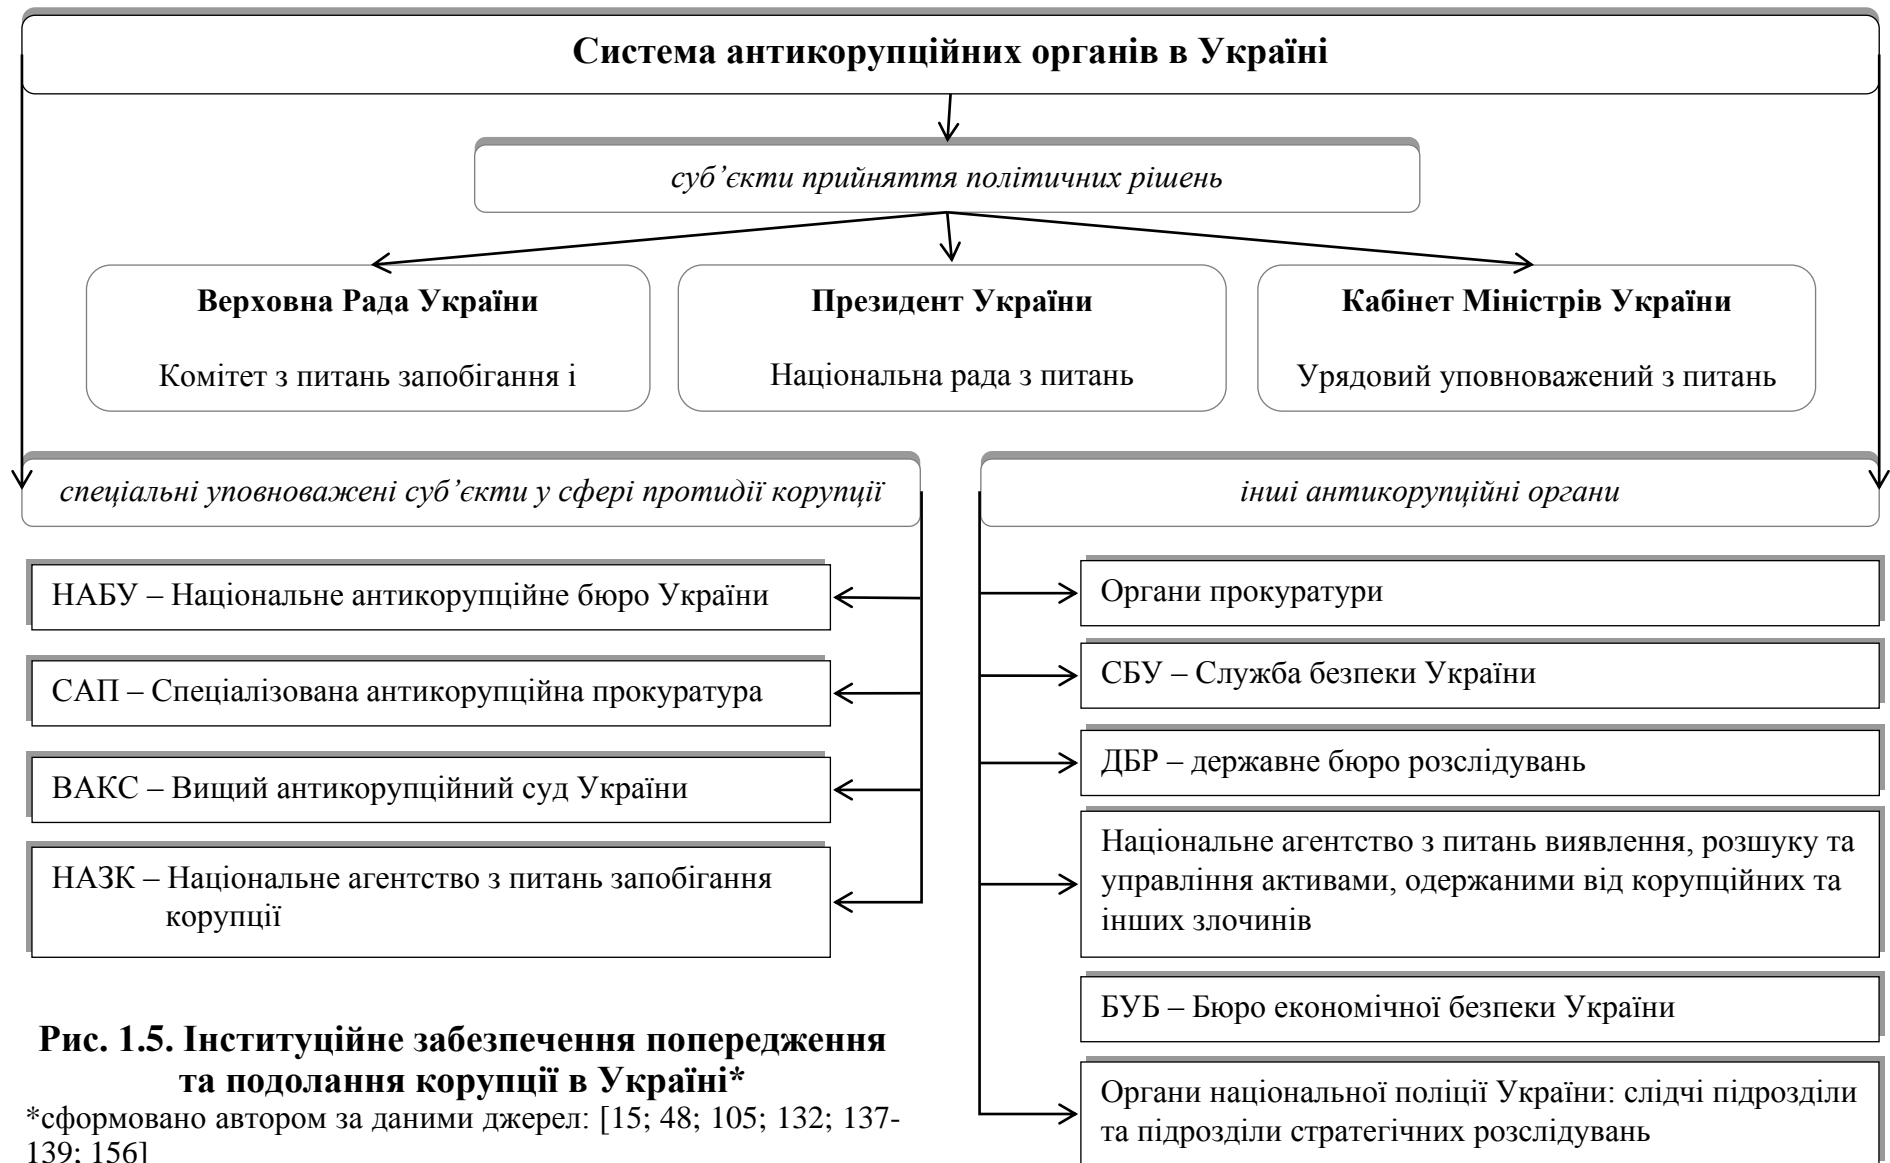 Система антикорупційних органів в Україні
суб’єкти прийняття політичних рішень
Верховна Рада України
Комітет з питань запобігання і
Президент України
Національна рада з питань
Кабінет Міністрів України
Урядовий уповноважений з питань
спеціальні уповноважені суб’єкти у сфері протидії корупції
НАБУ – Національне антикорупційне бюро України
САП – Спеціалізована антикорупційна прокуратура
ВАКС – Вищий антикорупційний суд України
НАЗК – Національне агентство з питань запобігання
корупції
інші антикорупційні органи
Органи прокуратури
СБУ – Служба безпеки України
ДБР – державне бюро розслідувань
Національне агентство з питань виявлення, розшуку та
управління активами, одержаними від корупційних та
інших злочинів
БУБ – Бюро економічної безпеки України
Органи національної поліції України: слідчі підрозділи
та підрозділи стратегічних розслідувань
Рис. 1.5. Інституційне забезпечення попередження
та подолання корупції в Україні*
*сформовано автором за даними джерел: [15; 48; 105; 132; 137-
139; 156]